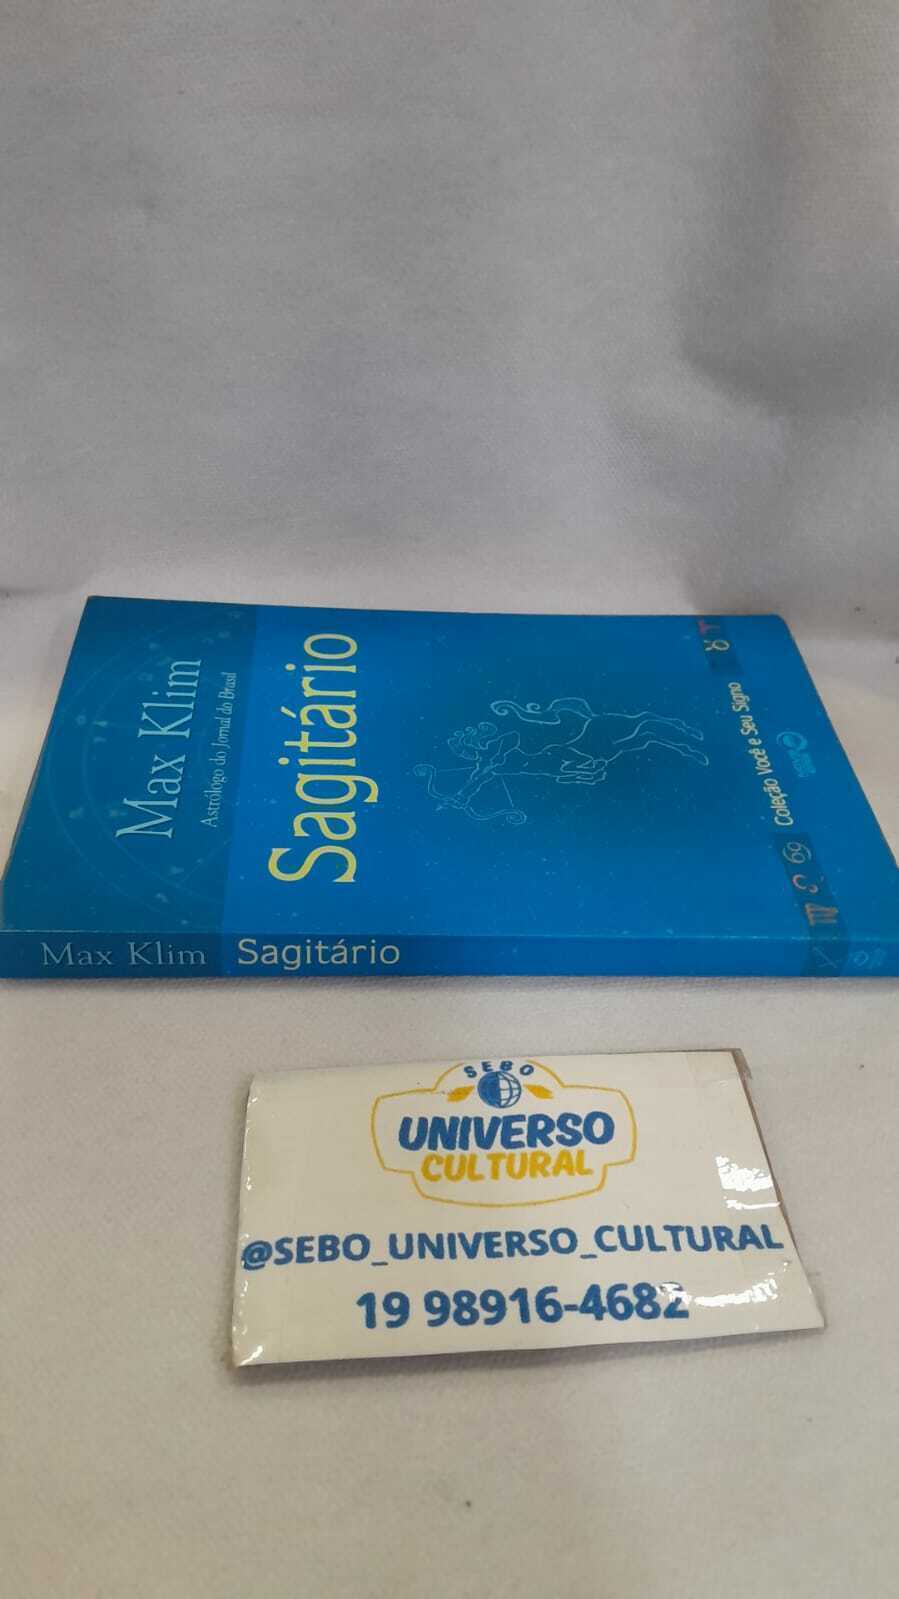 Max Klim
Astrólogo do Jornal do Brasil
Sagitário
Coleção Você e Seu Signo
Max Klim Sagitário
SEBO
UNIVERSO
CULTURAL
@SEBO_UNIVERSO_CULTURAL
19 98916-4682